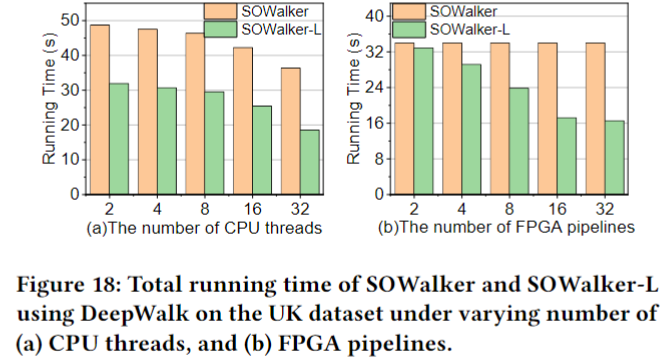 50
40
30
20
10
0
Running Time (s)
SOWalker
SOWalker-L
2 4 8 16 32
(a)The number of CPU threads
40
32
24
16
8
0
Running Time (s)
SOWalker
SOWalker-L
2 4 8 16 32
(b)The number of FPGA pipelines
Figure 18: Total running time of SOWalker and SOWalker-L
using DeepWalk on the UK dataset under varying number of
(a) CPU threads, and (b) FPGA pipelines.